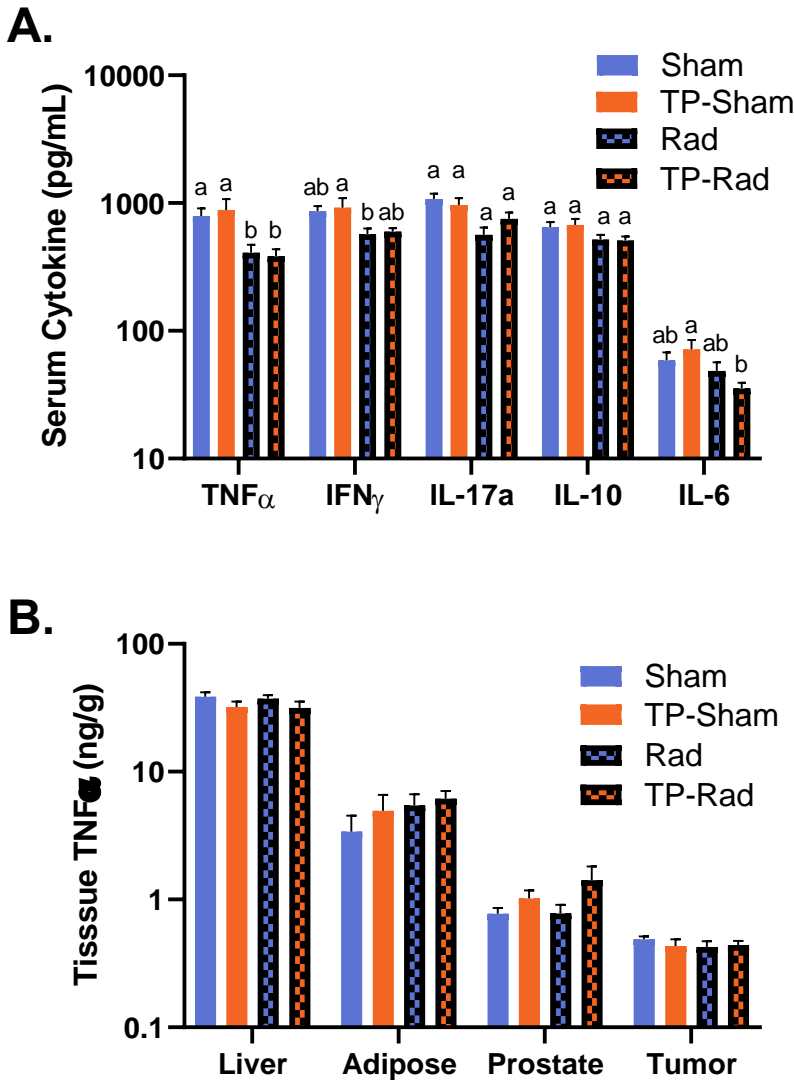 A.
Serum Cytokine (pg/mL)
10000
1000
100
10
Sham
TP-Sham
Rad
TP-Rad
a a b b
ab a b ab
a a a a
a a a a
ab a ab b
TNFα IFNγ IL-17a IL-10 IL-6
B.
Tisssue TNFα (ng/g)
100
10
1
0.1
Sham
TP-Sham
Rad
TP-Rad
Liver Adipose Prostate Tumor